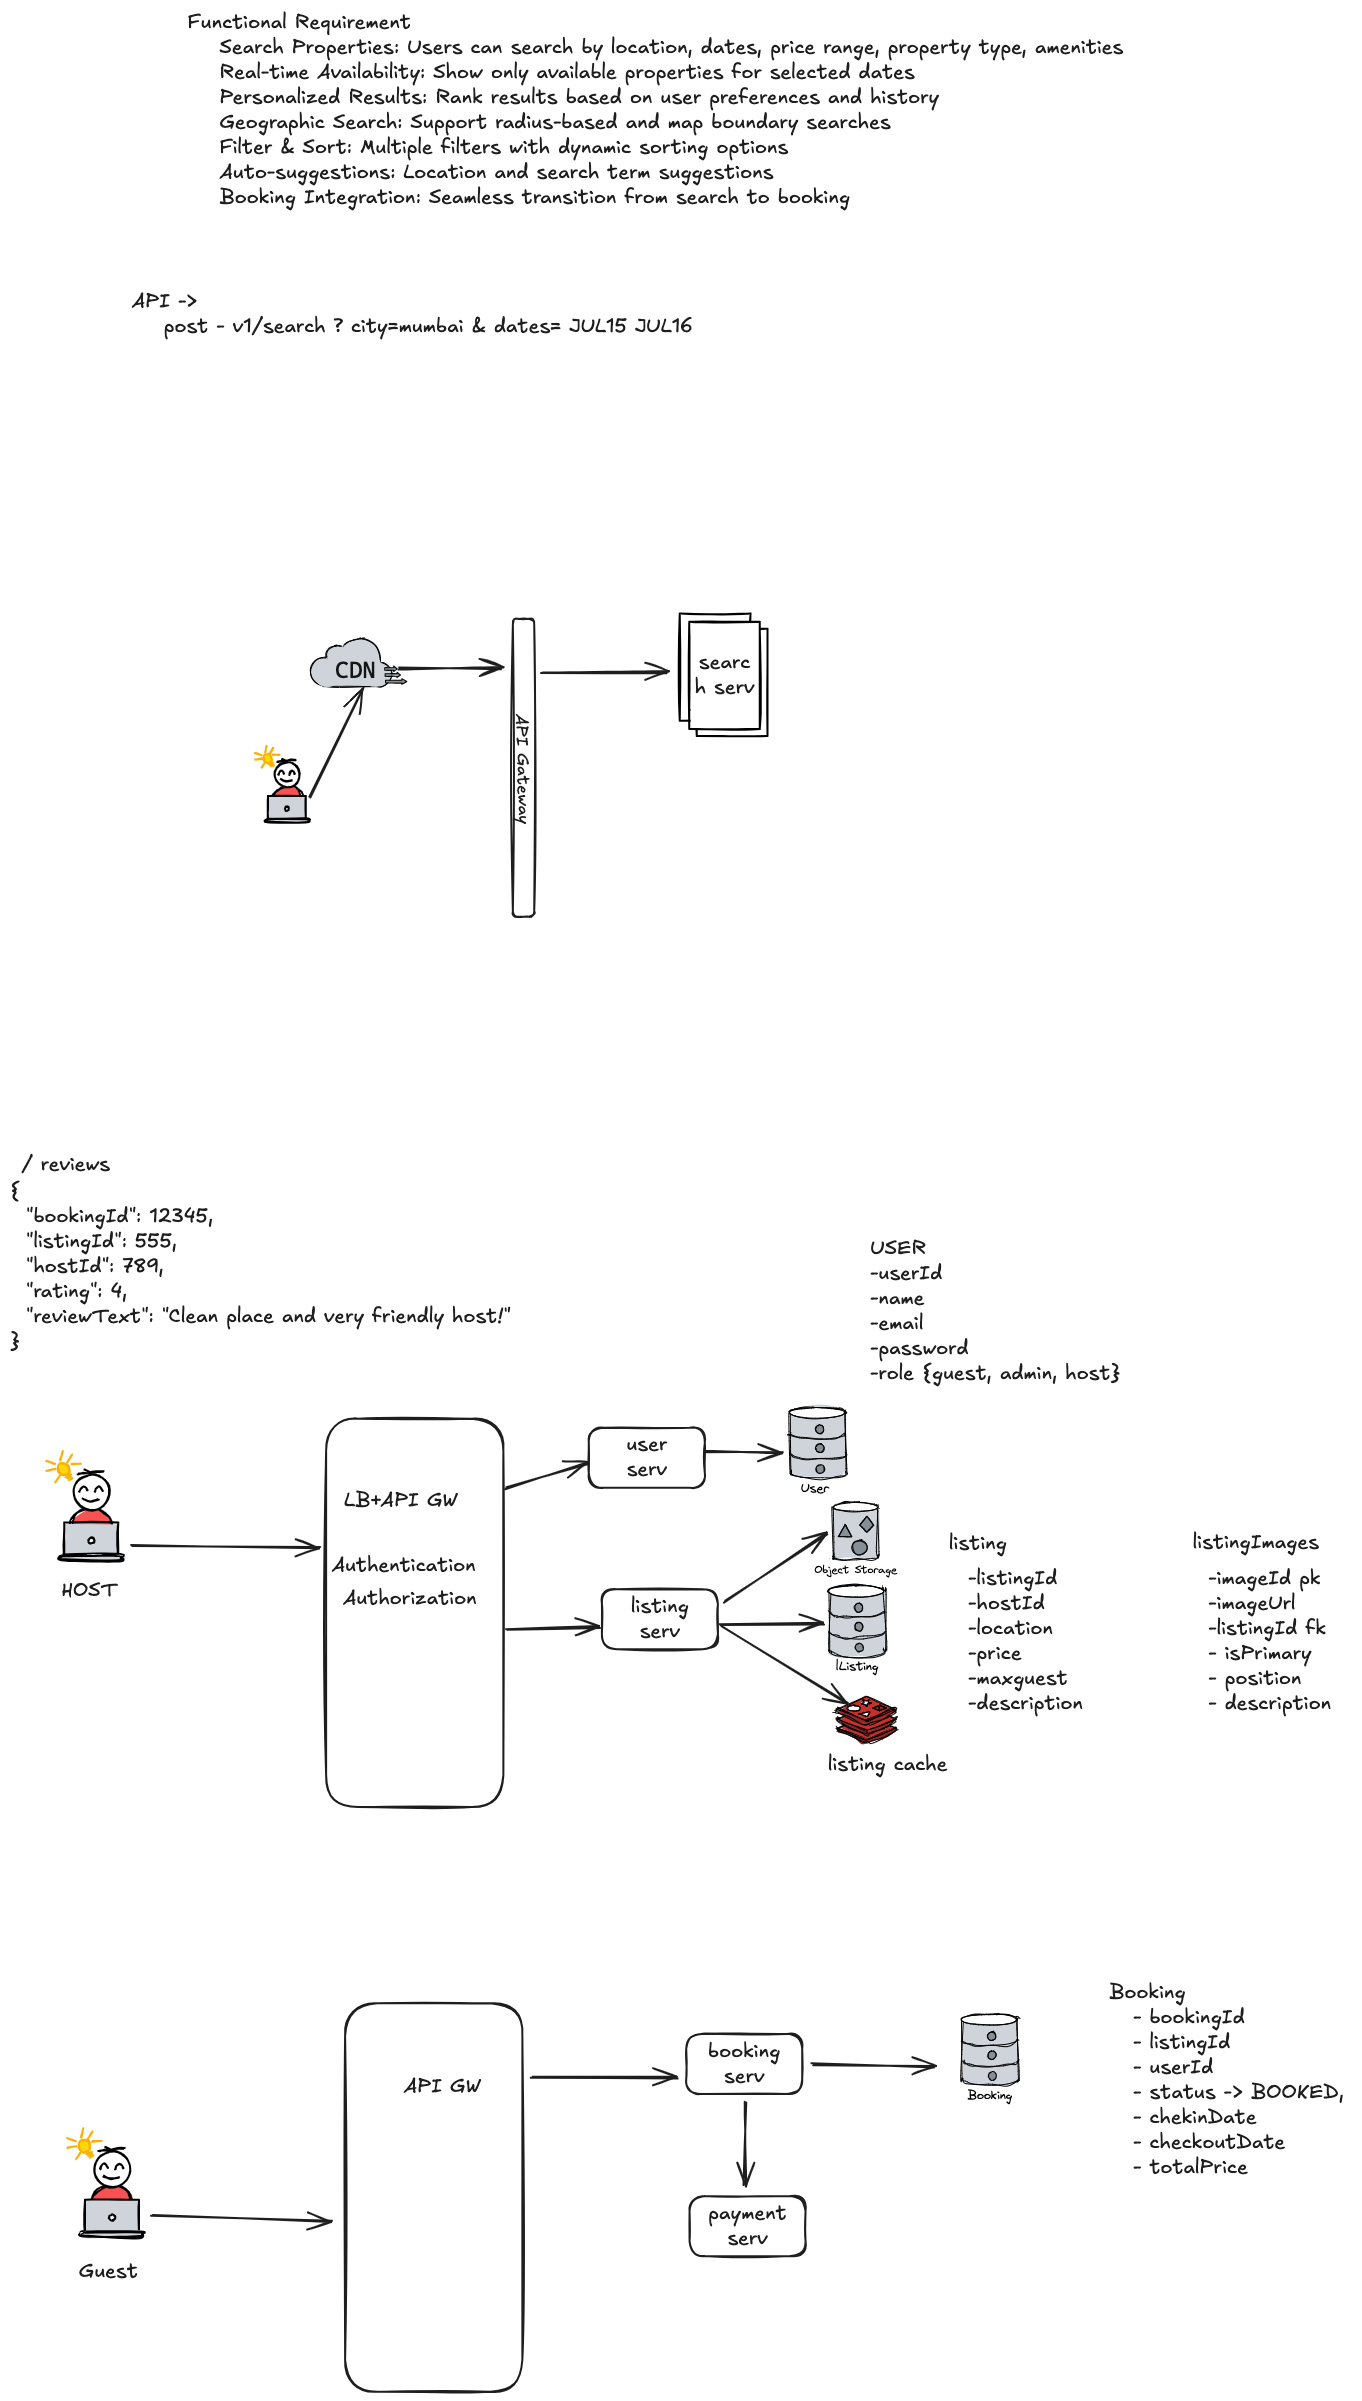 Functional Requirement
Search Properties: Users can search by location, dates, price range, property type, amenities
Real-time Availability: Show only available properties for selected dates
Personalized Results: Rank results based on user preferences and history
Geographic Search: Support radius-based and map boundary searches
Filter & Sort: Multiple filters with dynamic sorting options
Auto-suggestions: Location and search term suggestions
Booking Integration: Seamless transition from search to booking
API ->
post - v1/search ? city=mumbai & dates= JUL15 JUL16
CDN
API Gateway
searc
h serv
/ reviews
{
"bookingId": 12345,
"listingId": 555,
"hostId": 789,
"rating": 4,
"reviewText": "Clean place and very friendly host!"
}
USER
-userId
-name
-email
-password
-role {guest, admin, host}
HOST
LB+API GW
Authentication
Authorization
user
serv
User
listing
serv
Object Storage
lListing
listing cache
listing
-listingId
-hostId
-location
-price
-maxguest
-description
listingImages
-imageId pk
-imageUrl
-listingId fk
- isPrimary
- position
- description
Guest
API GW
booking
serv
payment
serv
Booking
Booking
- bookingId
- listingId
- userId
- status -> BOOKED,
- chekinDate
- checkoutDate
- totalPrice